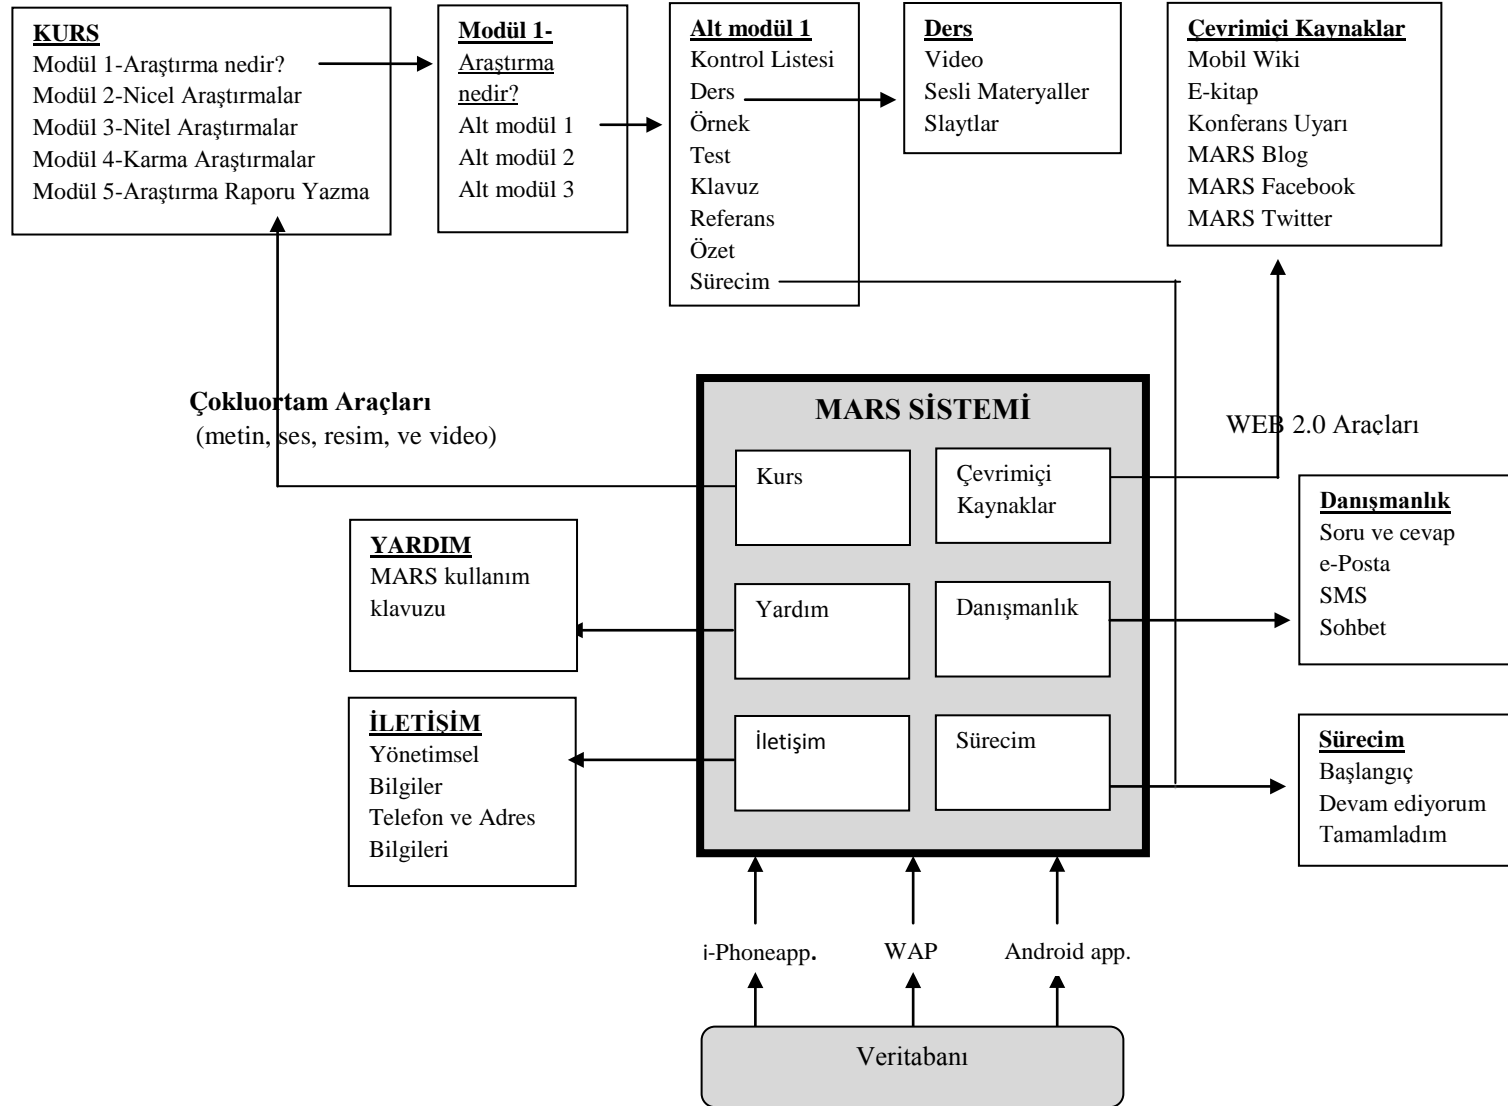 KURS
Modül 1-Araştırma nedir?
Modül 2-Nicel Araştırmalar
Modül 3-Nitel Araştırmalar
Modül 4-Karma Araştırmalar
Modül 5-Araştırma Raporu Yazma
Modül 1-
Araştırma
nedir?
Alt modül 1
Alt modül 2
Alt modül 3
Alt modül 1
Kontrol Listesi
Ders
Örnek
Test
Klavuz
Referans
Özet
Sürecim
Ders
Video
Sesli Materyaller
Slaytlar
Çevrimiçi Kaynaklar
Mobil Wiki
E-kitap
Konferans Uyarı
MARS Blog
MARS Facebook
MARS Twitter
Çokluortam Araçları
(metin, ses, resim, ve video)
MARS SİSTEMİ
WEB 2.0 Araçları
Kurs
Çevrimiçi
Kaynaklar
Yardım
Danışmanlık
İletişim
Sürecim
YARDIM
MARS kullanım
klavuzu
İLETİŞİM
Yönetimsel
Bilgiler
Telefon ve Adres
Bilgileri
Danışmanlık
Soru ve cevap
e-Posta
SMS
Sohbet
Sürecim
Başlangıç
Devam ediyorum
Tamamladım
i-Phoneapp.
WAP
Android app.
Veritabanı